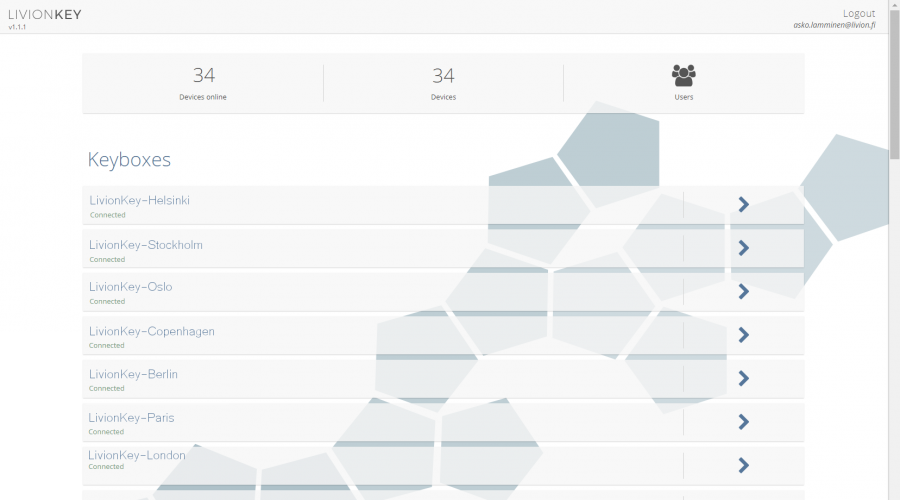 LIVIONKEY
v1.1.1
Logout
asko.lamminen@livion.fi
34
Devices online
34
Devices
Users
Keyboxes
LivionKey-Helsinki
Connected
LivionKey-Stockholm
Connected
LivionKey-Oslo
Connected
LivionKey-Copenhagen
Connected
LivionKey-Berlin
Connected
LivionKey-Paris
Connected
LivionKey-London
Connected